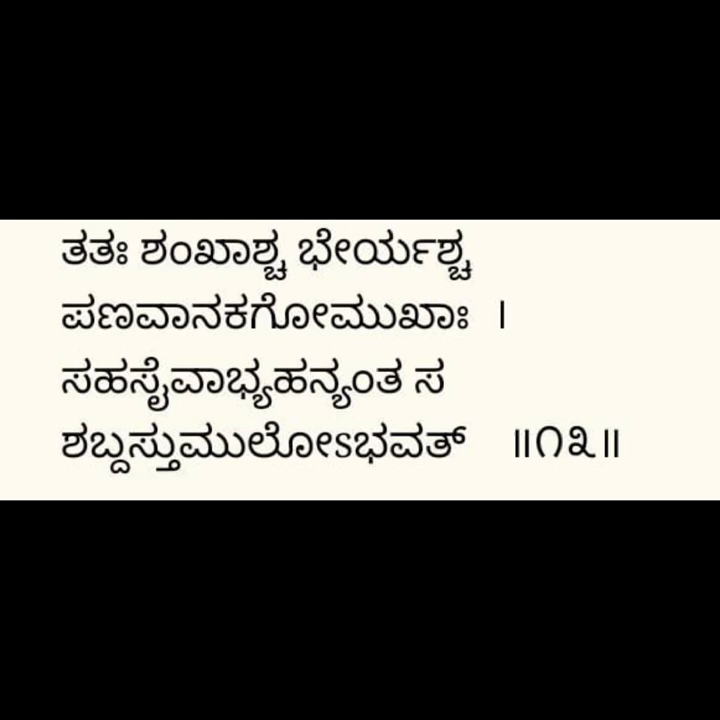 ತತಃ ಶಂಖಾಶ್ಚ ಭೇರ್ಯಶ್ಚ
ಪಣವಾನಕಗೋಮುಖಾಃ ।
ಸಹಸೈವಾಭ್ಯಹನ್ಯಂತ ಸ
ಶಬ್ದಸ್ತುಮುಲೋಽಭವತ್ ॥೧೩॥